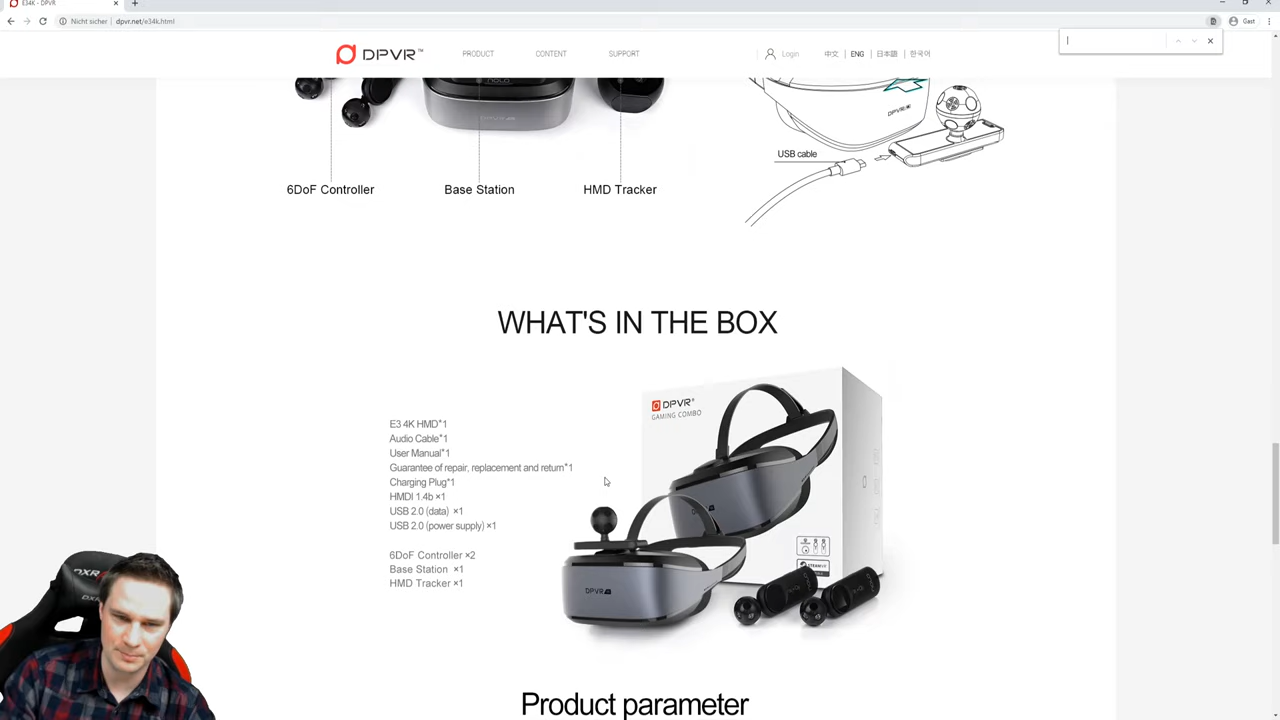 E34K - DPVR
Nicht sicher | dpvr.net/e34k.html
Gast
DPVR™
PRODUCT
CONTENT
SUPPORT
Login
中文 ENG 日本語 한국어
6DoF Controller
Base Station
HMD Tracker
USB cable
WHAT'S IN THE BOX
E3 4K HMD*1
Audio Cable*1
User Manual*1
Guarantee of repair, replacement and return*1
Charging Plug*1
HMDI 1.4b ×1
USB 2.0 (data) ×1
USB 2.0 (power supply) ×1
6DoF Controller ×2
Base Station ×1
HMD Tracker ×1
DPVR
GAMING COMBO
DPVR
Product parameter
DXR